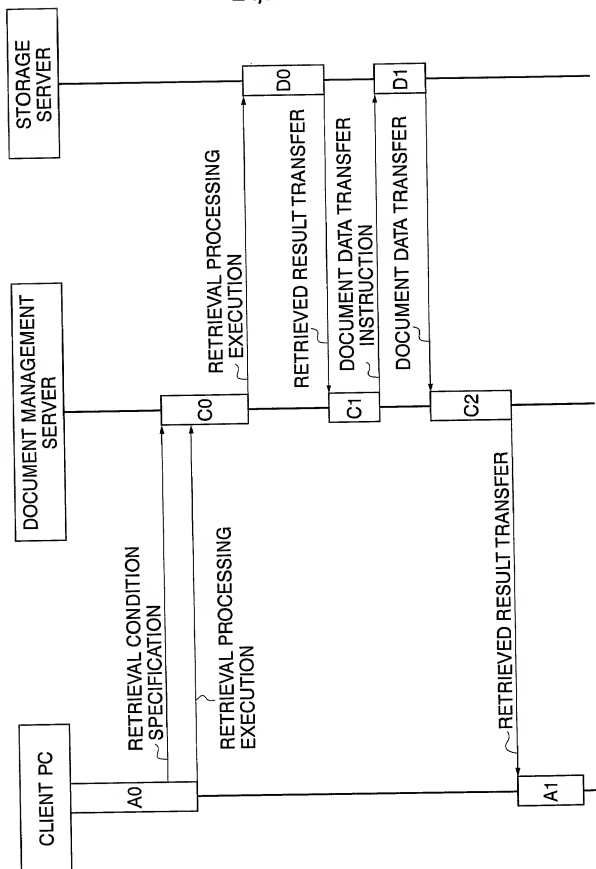 CLIENT PC
DOCUMENT MANAGEMENT
SERVER
STORAGE
SERVER
A0
RETRIEVAL CONDITION
SPECIFICATION
RETRIEVAL PROCESSING
EXECUTION
C0
RETRIEVAL PROCESSING
EXECUTION
D0
RETRIEVED RESULT TRANSFER
C1
DOCUMENT DATA TRANSFER
INSTRUCTION
D1
DOCUMENT DATA TRANSFER
C2
RETRIEVED RESULT TRANSFER
A1